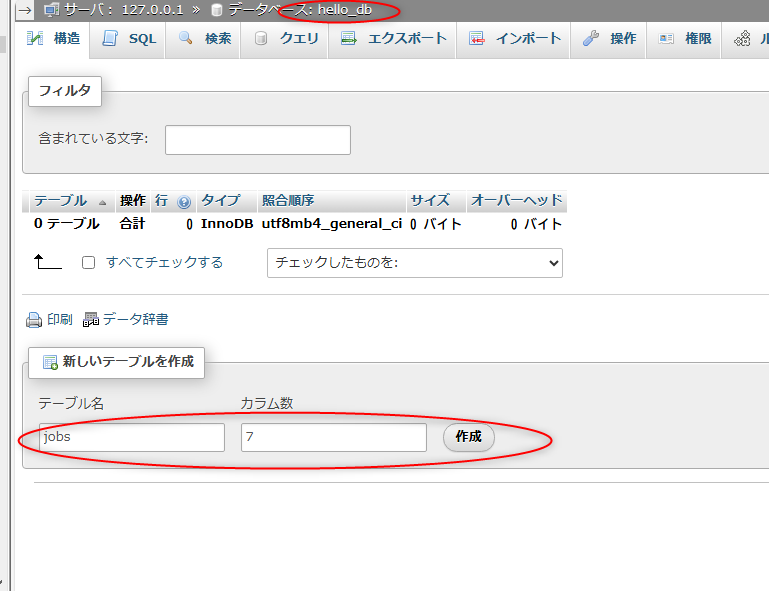 サーバ: 127.0.0.1 » データベース: hello_db
構造 SQL 検索 クエリ エクスポート インポート 操作 権限
フィルタ
含まれている文字:
テーブル 操作 行 タイプ 照合順序 サイズ オーバーヘッド
0 テーブル 合計 0 InnoDB utf8mb4_general_ci 0 バイト 0 バイト
すべてチェックする チェックしたものを:
印刷 データ辞書
新しいテーブルを作成
テーブル名 カラム数
jobs 7 作成